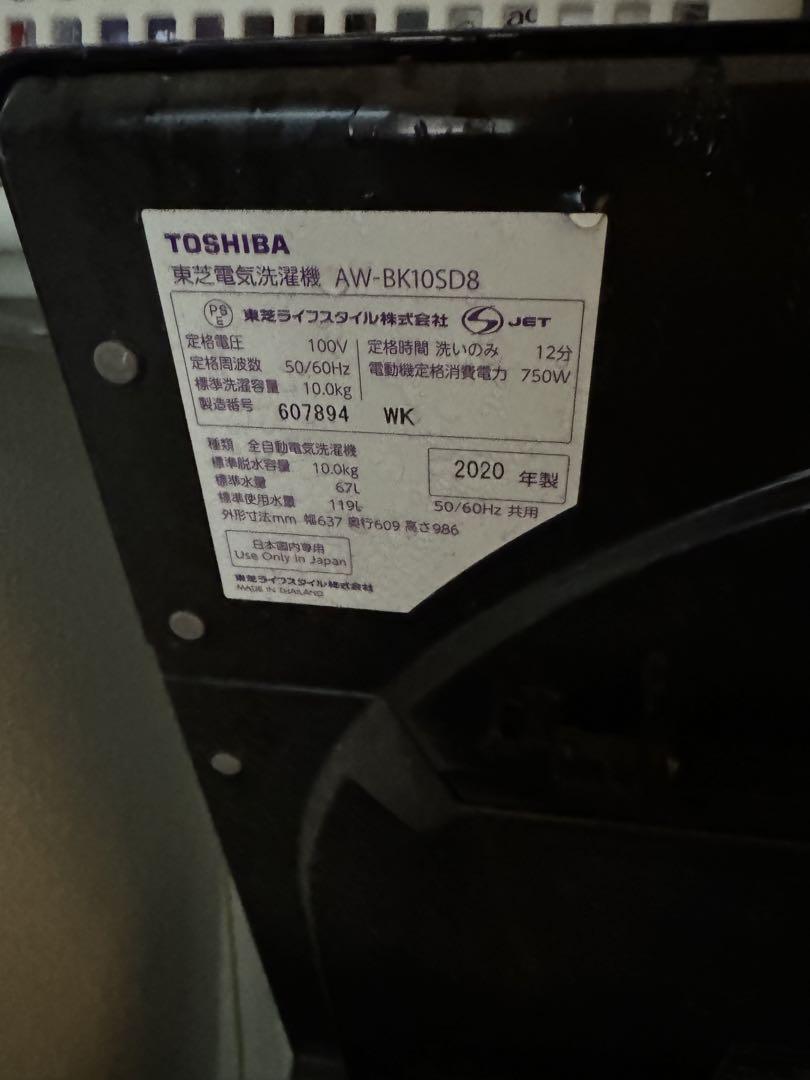 TOSHIBA
東芝電気洗濯機 AW-BK10SD8
PS E 東芝ライフスタイル株式会社 S JET
定格電圧 100V
定格周波数 50/60Hz
標準洗濯容量 10.0kg
定格時間 洗いのみ 12分
電動機定格消費電力 750W
製造番号 607894 WK
種類 全自動電気洗濯機
標準脱水容量 10.0kg
標準水量 67L
標準使用水量 119L
外形寸法mm 幅637 奥行609 高さ986
2020 年製
50/60Hz 共用
日本国内専用
Use Only in Japan
東芝ライフスタイル株式会社
MADE IN THAILAND